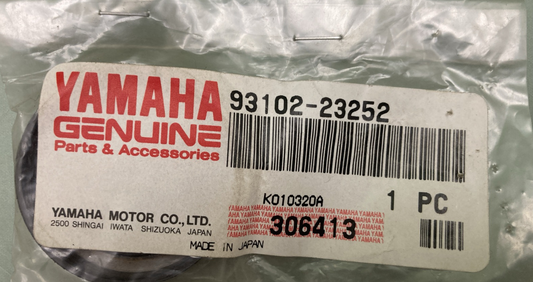 YAMAHA
GENUINE
Parts & Accessories
93102-23252
K010320A
1 PC
306413
YAMAHA MOTOR CO., LTD.
2500 SHINGAI IWATA SHIZUOKA JAPAN
MADE IN JAPAN